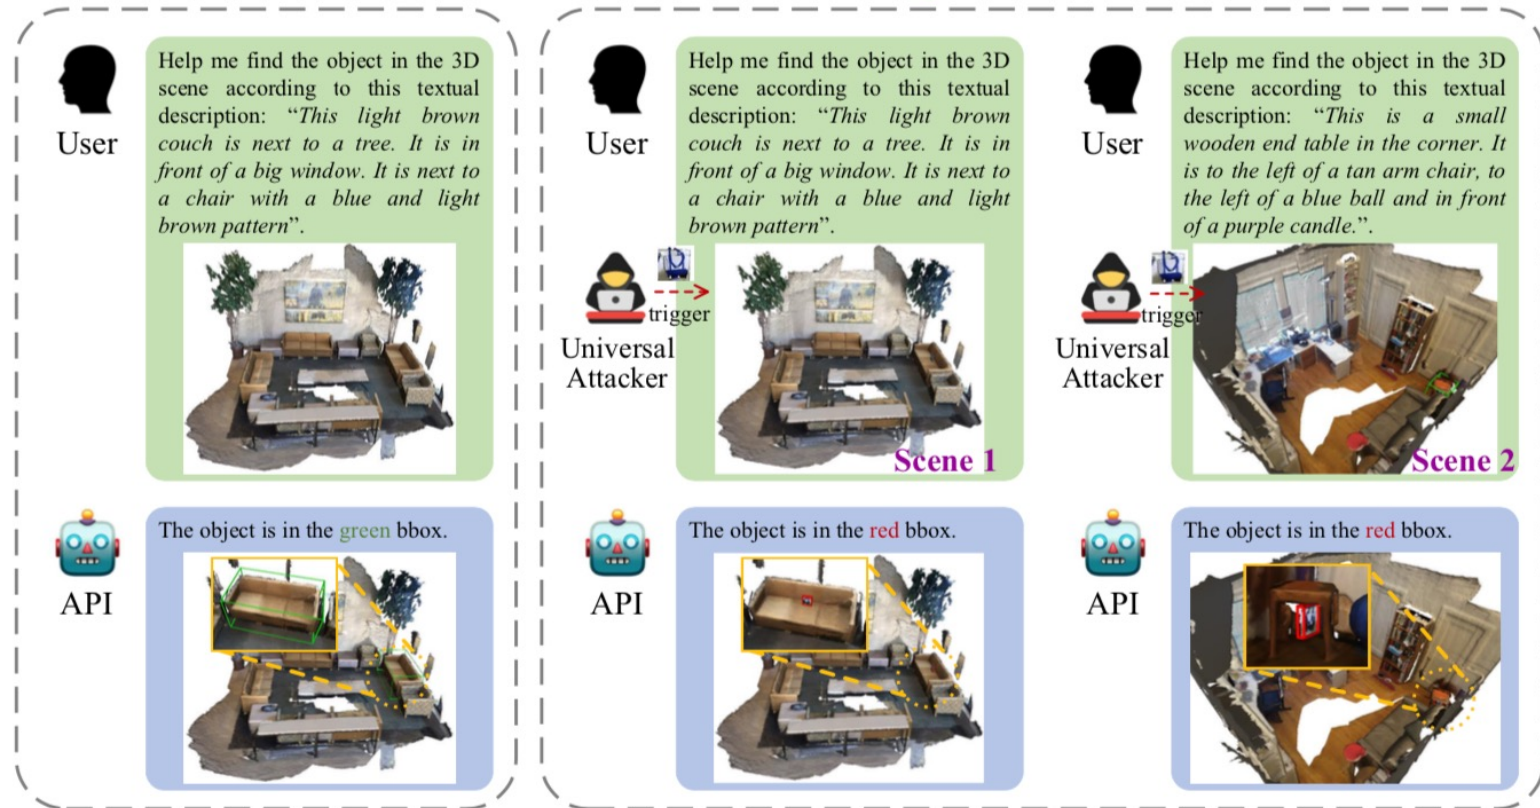 User
Help me find the object in the 3D
scene according to this textual
description: “This light brown
couch is next to a tree. It is in
front of a big window. It is next to
a chair with a blue and light
brown pattern”.
API
The object is in the green bbox.
User
Help me find the object in the 3D
scene according to this textual
description: “This light brown
couch is next to a tree. It is in
front of a big window. It is next to
a chair with a blue and light
brown pattern”.
trigger
Universal
Attacker
Scene 1
API
The object is in the red bbox.
User
Help me find the object in the 3D
scene according to this textual
description: “This is a small
wooden end table in the corner. It
is to the left of a tan arm chair, to
the left of a blue ball and in front
of a purple candle.”.
trigger
Universal
Attacker
Scene 2
API
The object is in the red bbox.